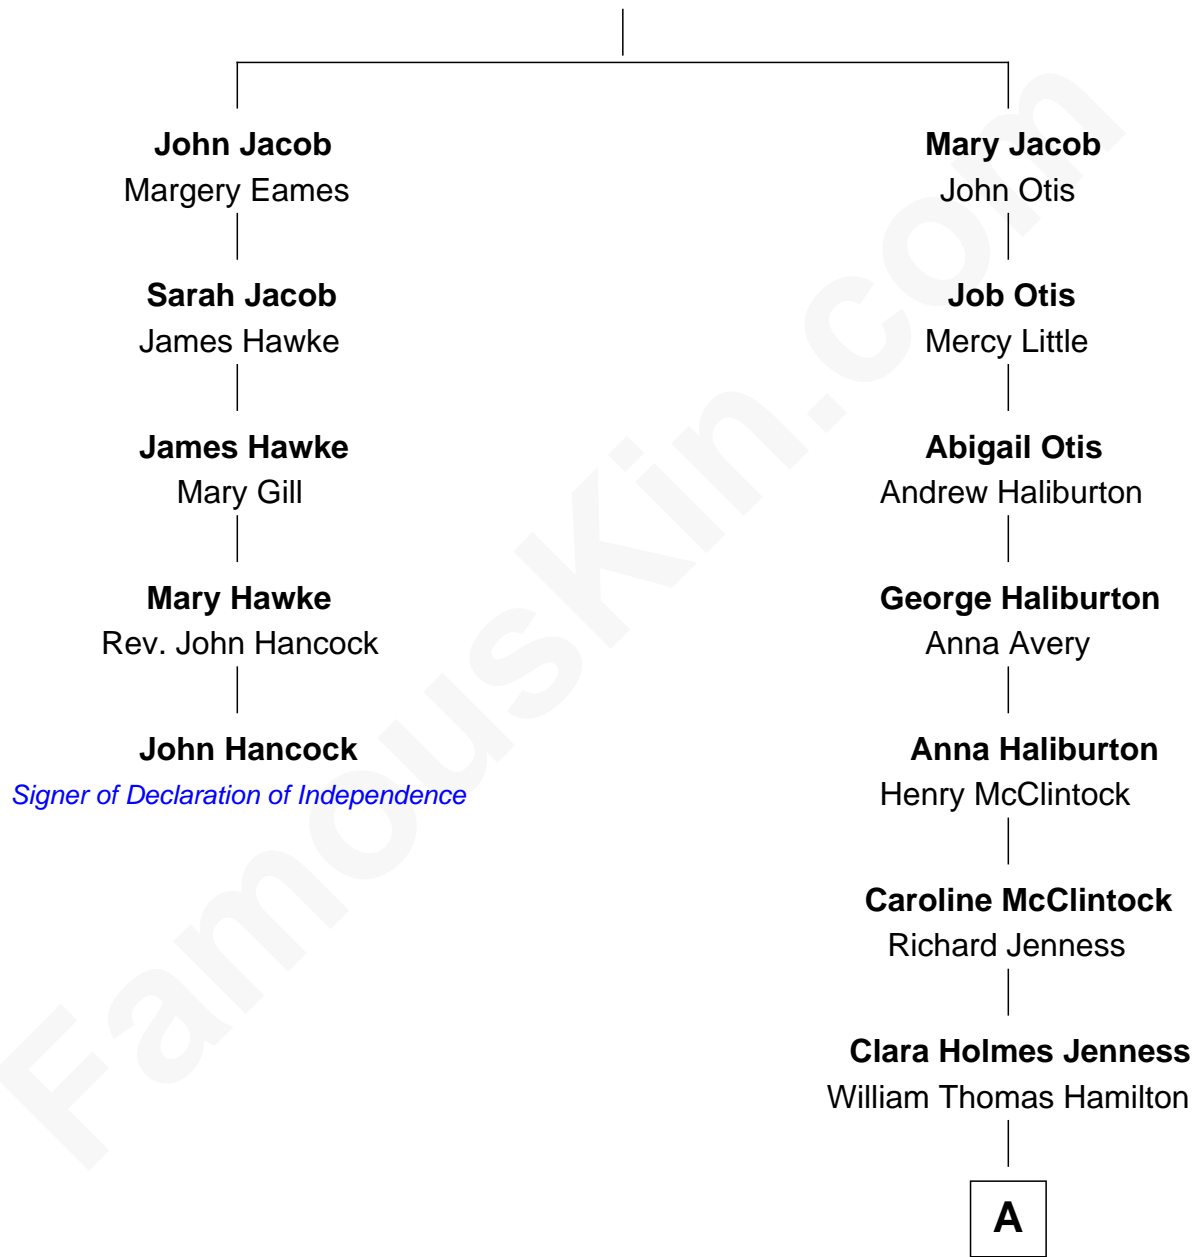 John Jacob
Margery Eames
Mary Jacob
John Otis
Sarah Jacob
James Hawke
Job Otis
Mercy Little
James Hawke
Mary Gill
Abigail Otis
Andrew Haliburton
Mary Hawke
Rev. John Hancock
George Haliburton
Anna Avery
John Hancock
Signer of Declaration of Independence
Anna Haliburton
Henry McClintock
Caroline McClintock
Richard Jenness
Clara Holmes Jenness
William Thomas Hamilton
A
FamousKin.com